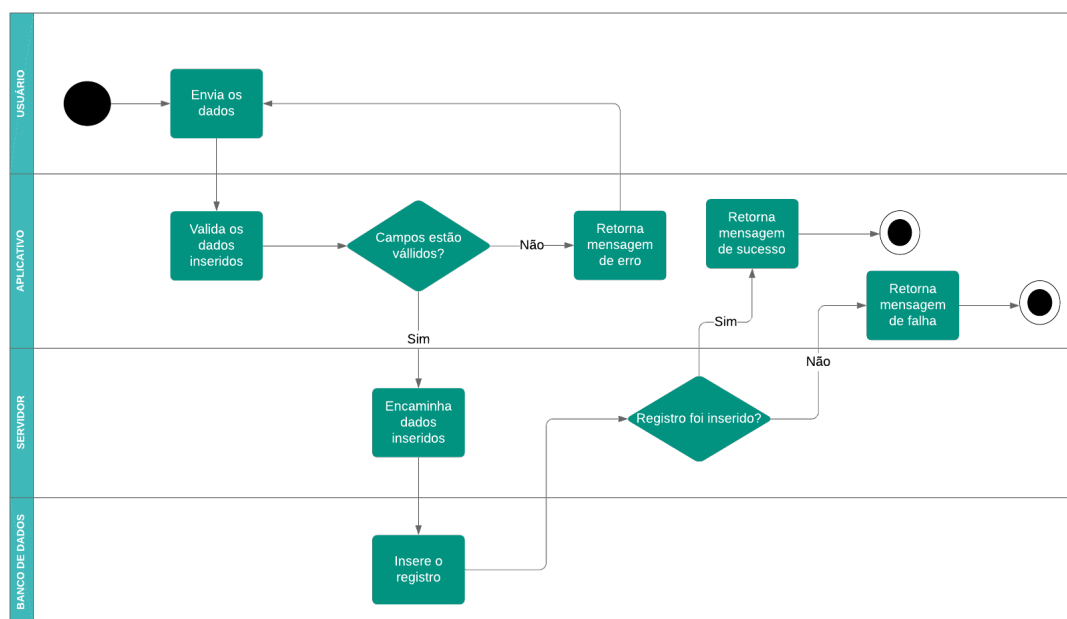 USUÁRIO
Envia os
dados
APLICATIVO
Valida os
dados
inseridos
Campos estão
vállidos?
Não
Retorna
mensagem
de erro
Retorna
mensagem
de sucesso
Retorna
mensagem
de falha
Sim
Sim
Não
SERVIDOR
Encaminha
dados
inseridos
Registro foi inserido?
BANCO DE DADOS
Insere o
registro